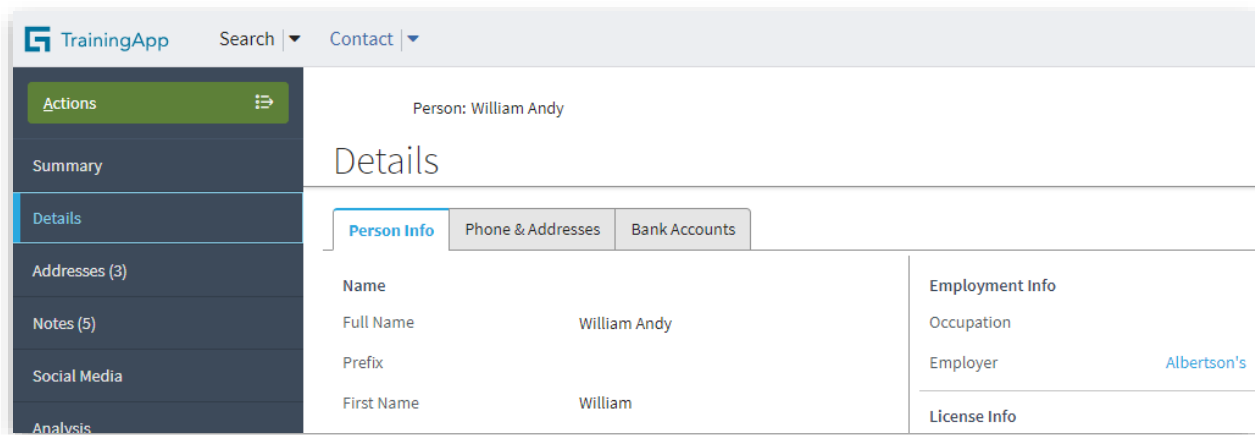 TrainingApp Search Contact
Actions
Person: William Andy
Summary
Details
Details
Person Info Phone & Addresses Bank Accounts
Addresses (3)
Name Employment Info
Notes (5)
Full Name William Andy Occupation
Prefix Employer Albertson's
Social Media
First Name William License Info
Analysis